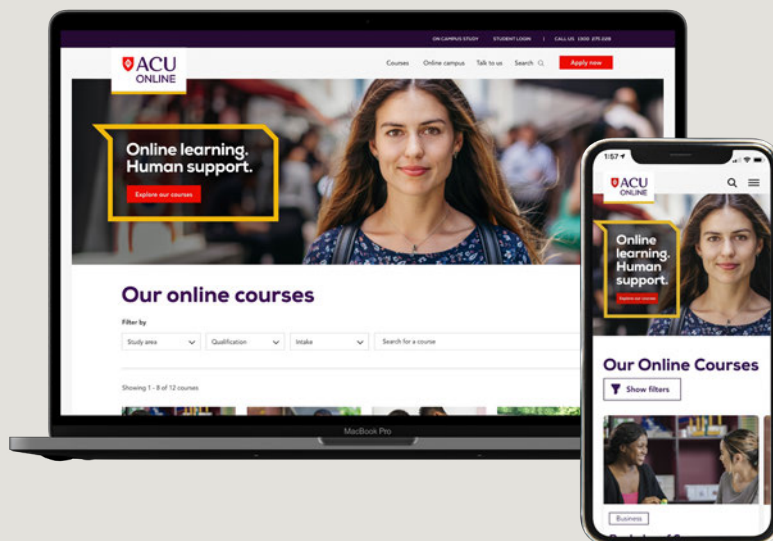 ON CAMPUS STUDY STUDENT LOGIN | CALL US
ACU
ONLINE
Courses Online campus Talk to us Search Apply now
Online learning.
Human support.
Explore our courses
Our online courses
Filter by
Study area Qualification Intake Search for a course
Showing 1 - 8 of 12 courses
MacBook Pro
1:57
ACU
ONLINE
Online
learning.
Human
support.
Explore our courses
Our Online Courses
Show filters
Business